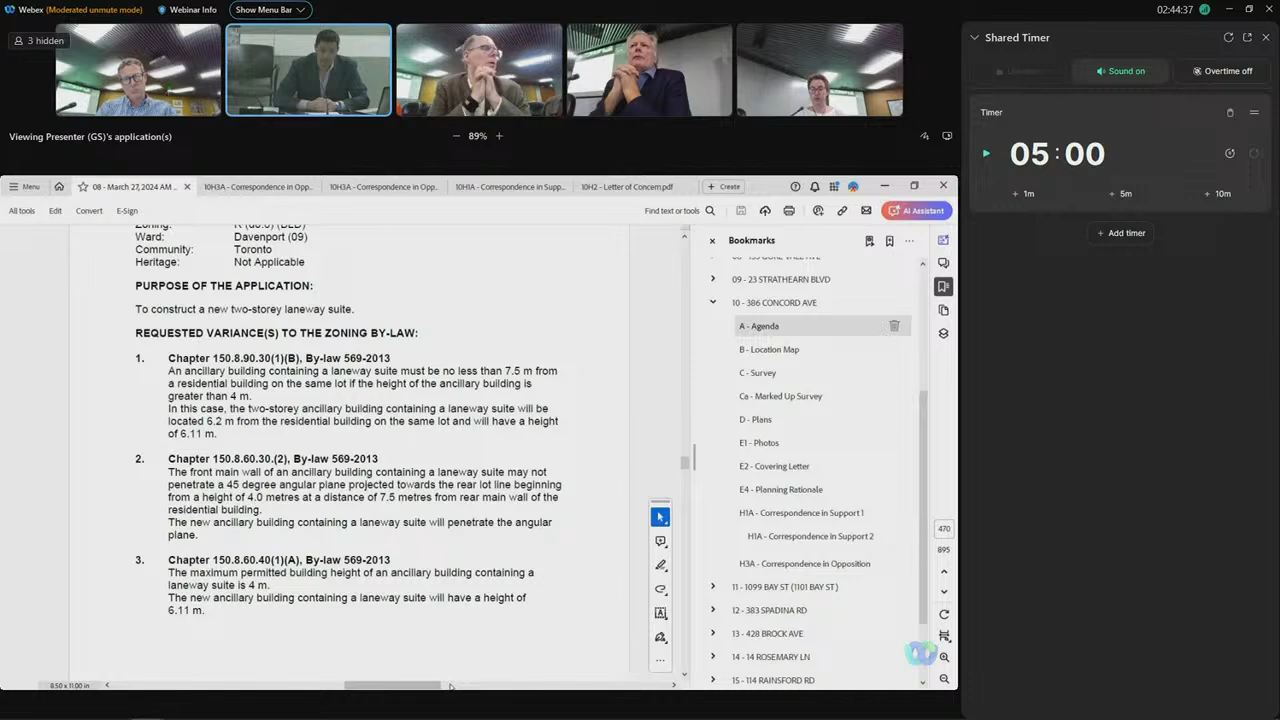 Webex (Moderated unmute mode) Webinar Info Show Menu Bar 02:44:37
3 hidden
Viewing Presenter (GS)'s application(s) 89%
Menu 08 - March 27, 2024 AM ... 10H3A - Correspondence in Opp... 10H3A - Correspondence in Opp... 10H1A - Correspondence in Supp... 10H2 - Letter of Concern.pdf Create
All tools Edit Convert E-Sign Find text or tools AI Assistant
Ward: Davenport (09)
Community: Toronto
Heritage: Not Applicable
PURPOSE OF THE APPLICATION:
To construct a new two-storey laneway suite.
REQUESTED VARIANCE(S) TO THE ZONING BY-LAW:
1. Chapter 150.8.90.30(1)(B), By-law 569-2013
An ancillary building containing a laneway suite must be no less than 7.5 m from
a residential building on the same lot if the height of the ancillary building is
greater than 4 m.
In this case, the two-storey ancillary building containing a laneway suite will be
located 6.2 m from the residential building on the same lot and will have a height
of 6.11 m.
2. Chapter 150.8.60.30.(2), By-law 569-2013
The front main wall of an ancillary building containing a laneway suite may not
penetrate a 45 degree angular plane projected towards the rear lot line beginning
from a height of 4.0 metres at a distance of 7.5 metres from rear main wall of the
residential building.
The new ancillary building containing a laneway suite will penetrate the angular
plane.
3. Chapter 150.8.60.40(1)(A), By-law 569-2013
The maximum permitted building height of an ancillary building containing a
laneway suite is 4 m.
The new ancillary building containing a laneway suite will have a height of
6.11 m.
8.50 x 11.00 in
Bookmarks
09 - 23 STRATHEARN BLVD
10 - 386 CONCORD AVE
A - Agenda
B - Location Map
C - Survey
Ca - Marked Up Survey
D - Plans
E1 - Photos
E2 - Covering Letter
E4 - Planning Rationale
H1A - Correspondence in Support 1
H1A - Correspondence in Support 2
H3A - Correspondence in Opposition
11 - 1099 BAY ST (1101 BAY ST)
12 - 383 SPADINA RD
13 - 428 BROCK AVE
14 - 14 ROSEMARY LN
15 - 114 RAINSFORD RD
470
895
Shared Timer
Sound on Overtime off
Timer
05:00
+ 1m + 5m + 10m
+ Add timer